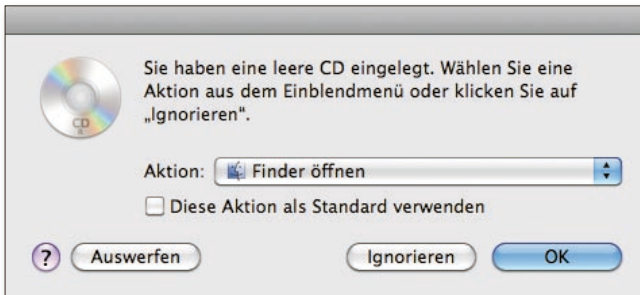 Sie haben eine leere CD eingelegt. Wählen Sie eine
Aktion aus dem Einblendmenü oder klicken Sie auf
„Ignorieren“.
Aktion: Finder öffnen
Diese Aktion als Standard verwenden
? Auswerfen Ignorieren OK
CD